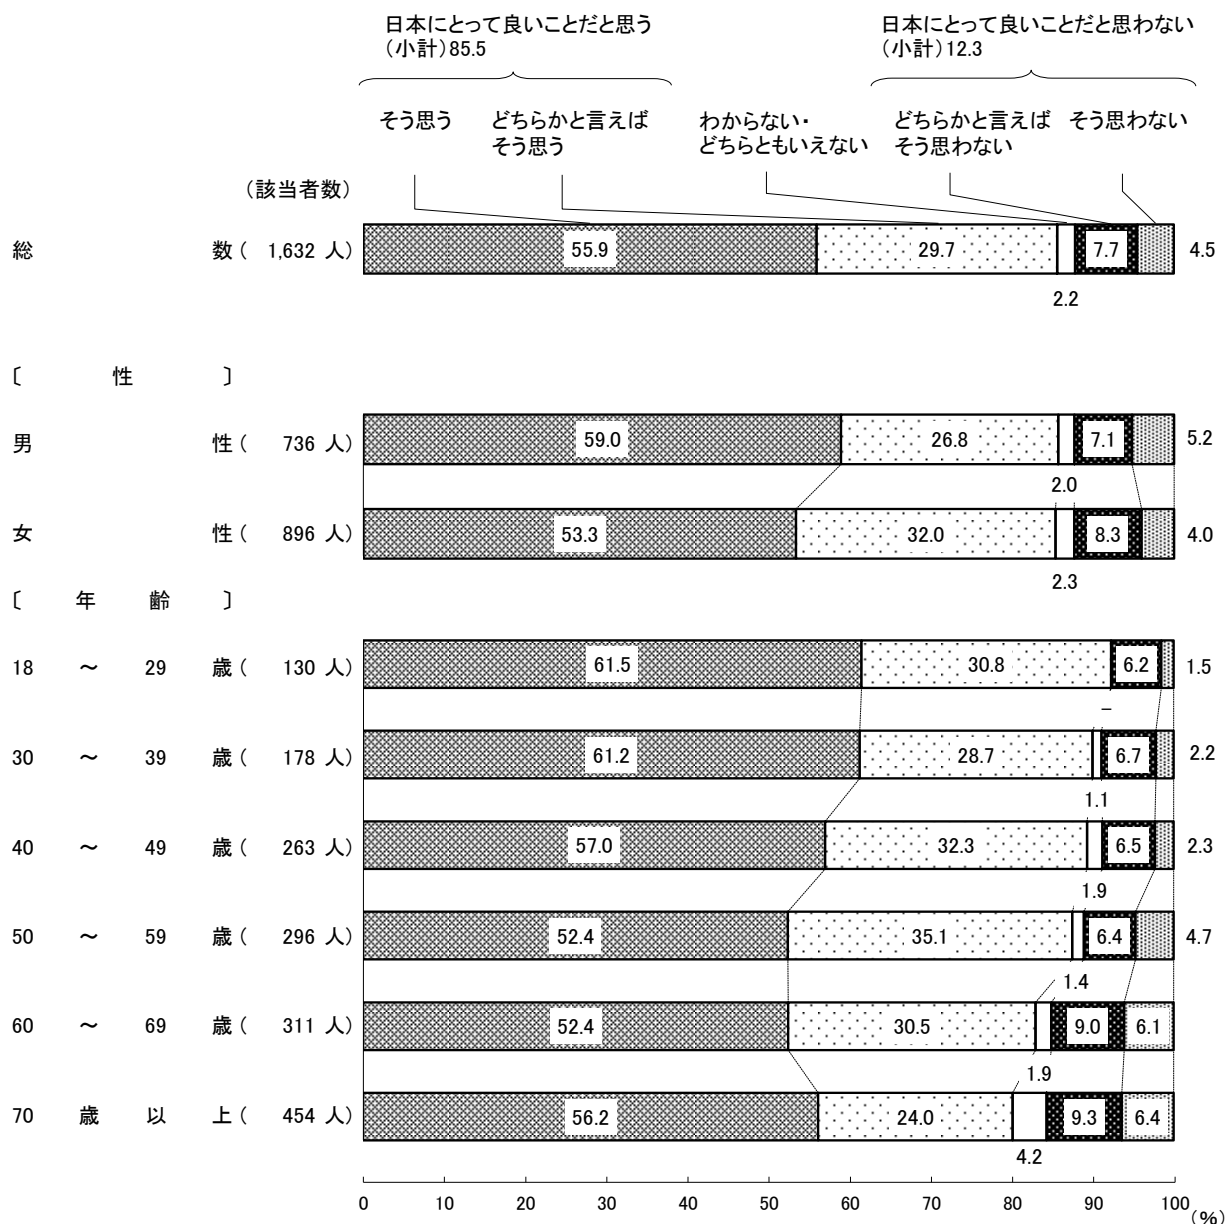 日本にとって良いことだと思う
（小計）85.5
日本にとって良いことだと思わない
（小計）12.3
そう思う
どちらかと言えば
そう思う
わからない・
どちらともいえない
どちらかと言えば
そう思わない
そう思わない
（該当者数）
総 数（ 1,632 人） 55.9 29.7 7.7 4.5
2.2
〔 性 〕
男 性（ 736 人） 59.0 26.8 7.1 5.2
2.0
女 性（ 896 人） 53.3 32.0 8.3 4.0
2.3
〔 年 齢 〕
18 ～ 29 歳（ 130 人） 61.5 30.8 6.2 1.5
－
30 ～ 39 歳（ 178 人） 61.2 28.7 6.7 2.2
1.1
40 ～ 49 歳（ 263 人） 57.0 32.3 6.5 2.3
1.9
50 ～ 59 歳（ 296 人） 52.4 35.1 6.4 4.7
1.4
60 ～ 69 歳（ 311 人） 52.4 30.5 9.0 6.1
1.9
70 歳 以 上（ 454 人） 56.2 24.0 9.3 6.4
4.2
0 10 20 30 40 50 60 70 80 90 100
（％）